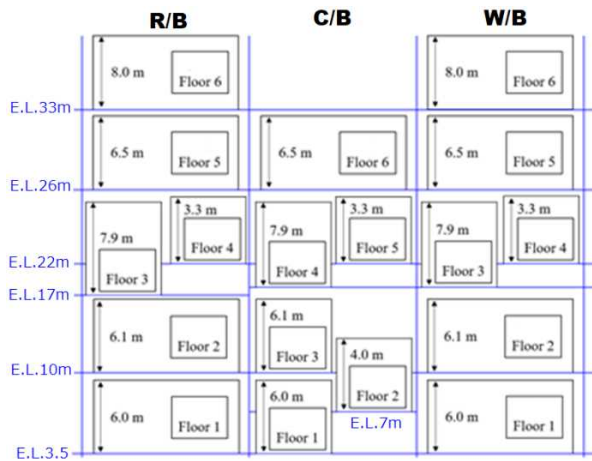 R/B C/B W/B
8.0 m Floor 6 8.0 m Floor 6
E.L.33m
6.5 m Floor 5 6.5 m Floor 6 6.5 m Floor 5
E.L.26m
3.3 m 3.3 m 3.3 m
7.9 m Floor 4 7.9 m Floor 5 7.9 m Floor 4
E.L.22m Floor 3 Floor 4 Floor 3
E.L.17m
6.1 m Floor 2 6.1 m Floor 3 4.0 m 6.1 m Floor 2
E.L.10m
6.0 m Floor 1 6.0 m Floor 1 Floor 2 6.0 m Floor 1
E.L.7m
E.L.3.5